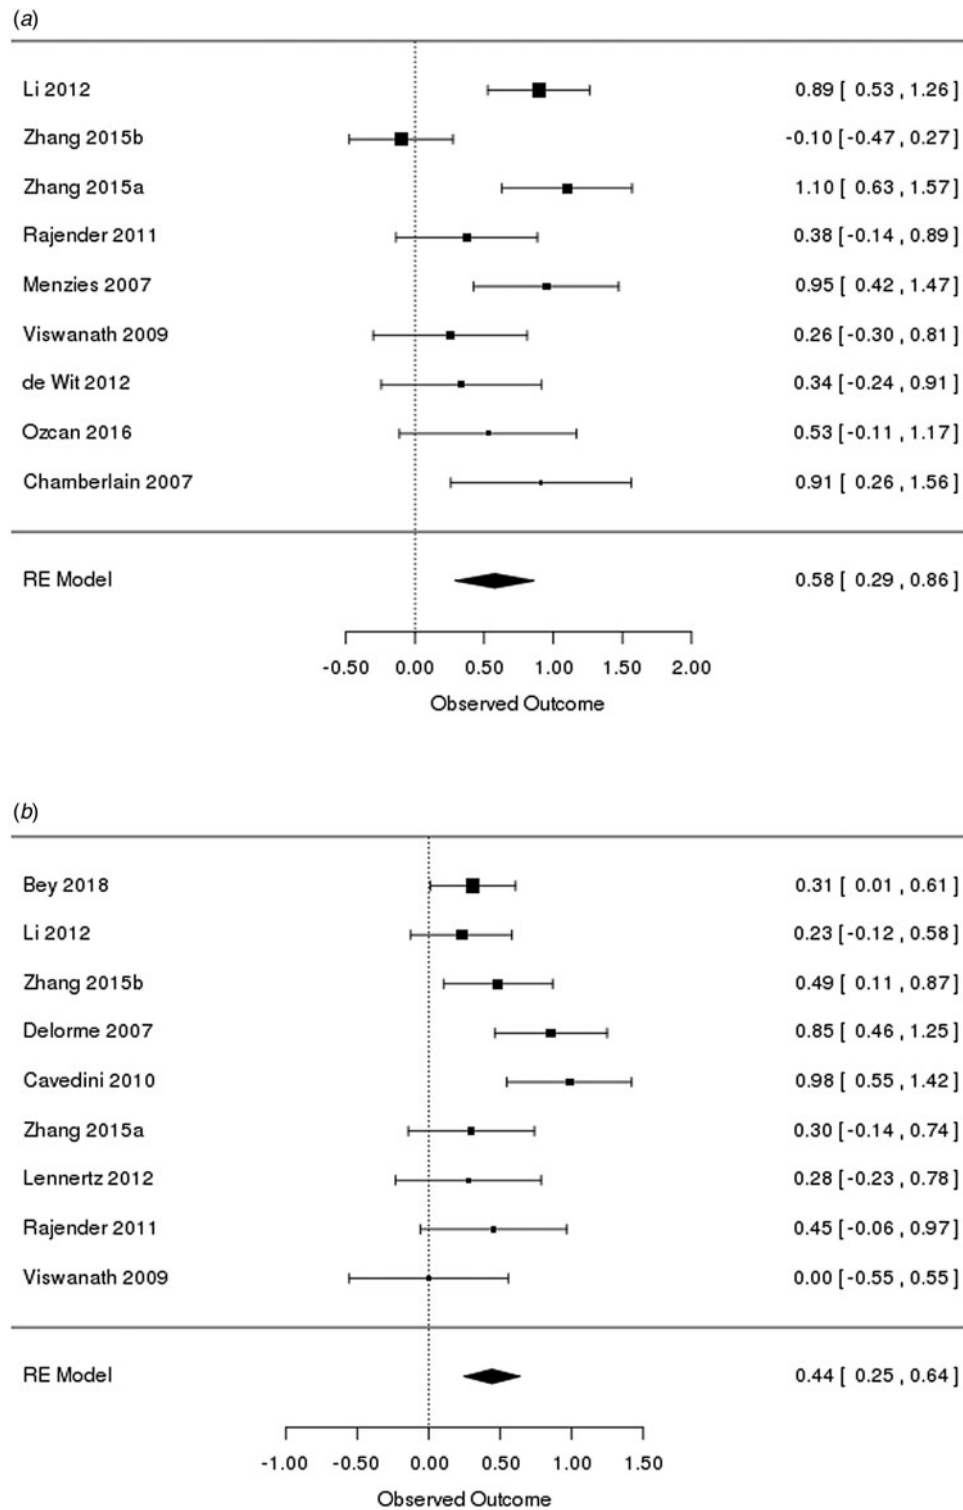 (a)
Li 2012 0.89 [ 0.53 , 1.26 ]
Zhang 2015b -0.10 [ -0.47 , 0.27 ]
Zhang 2015a 1.10 [ 0.63 , 1.57 ]
Rajender 2011 0.38 [ -0.14 , 0.89 ]
Menzies 2007 0.95 [ 0.42 , 1.47 ]
Viswanath 2009 0.26 [ -0.30 , 0.81 ]
de Wit 2012 0.34 [ -0.24 , 0.91 ]
Ozcan 2016 0.53 [ -0.11 , 1.17 ]
Chamberlain 2007 0.91 [ 0.26 , 1.56 ]
RE Model 0.58 [ 0.29 , 0.86 ]
-0.50 0.00 0.50 1.00 1.50 2.00
Observed Outcome
(b)
Bey 2018 0.31 [ 0.01 , 0.61 ]
Li 2012 0.23 [ -0.12 , 0.58 ]
Zhang 2015b 0.49 [ 0.11 , 0.87 ]
Delorme 2007 0.85 [ 0.46 , 1.25 ]
Cavedini 2010 0.98 [ 0.55 , 1.42 ]
Zhang 2015a 0.30 [ -0.14 , 0.74 ]
Lennertz 2012 0.28 [ -0.23 , 0.78 ]
Rajender 2011 0.45 [ -0.06 , 0.97 ]
Viswanath 2009 0.00 [ -0.55 , 0.55 ]
RE Model 0.44 [ 0.25 , 0.64 ]
-1.00 -0.50 0.00 0.50 1.00 1.50
Observed Outcome